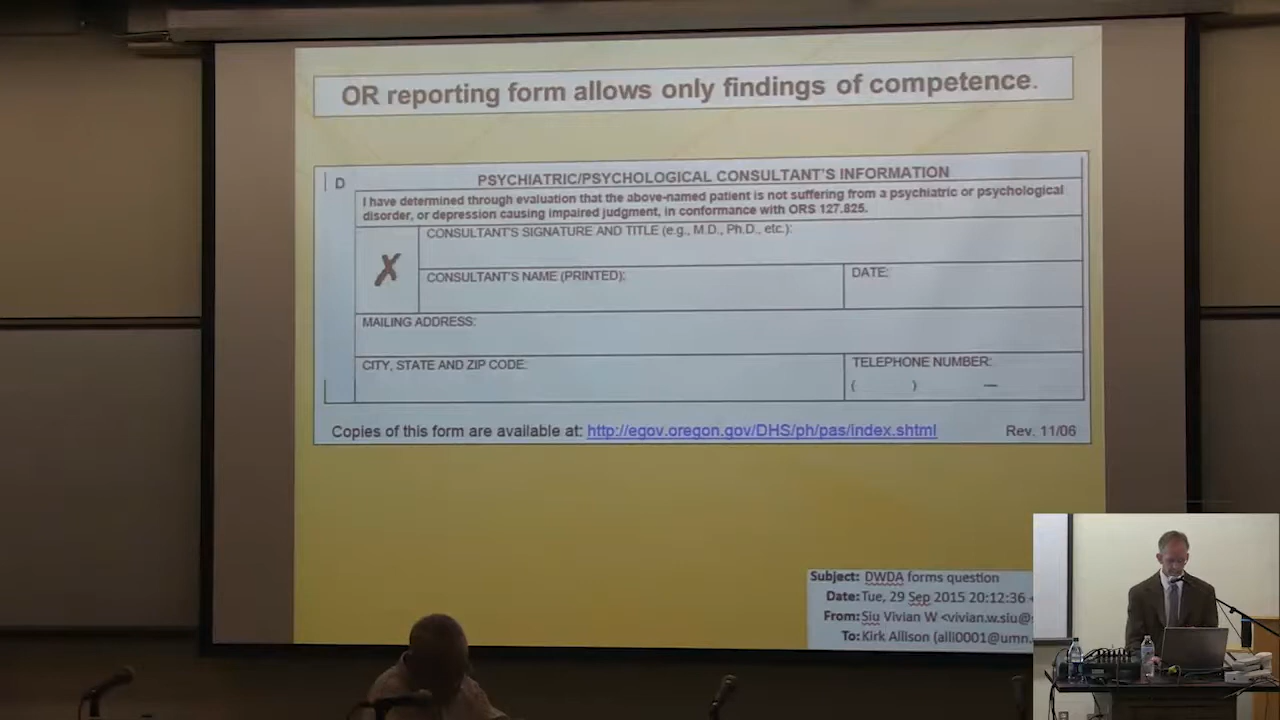 OR reporting form allows only findings of competence.
D
PSYCHIATRIC/PSYCHOLOGICAL CONSULTANT'S INFORMATION
I have determined through evaluation that the above-named patient is not suffering from a psychiatric or psychological
disorder, or depression causing impaired judgment, in conformance with ORS 127.825.
CONSULTANT'S SIGNATURE AND TITLE (e.g., M.D., Ph.D., etc.):
X
CONSULTANT'S NAME (PRINTED):
DATE:
MAILING ADDRESS:
CITY, STATE AND ZIP CODE:
TELEPHONE NUMBER:
( ) —
Copies of this form are available at: http://egov.oregon.gov/DHS/ph/pas/index.shtml
Rev. 11/06
Subject: DWDA forms question
Date: Tue, 29 Sep 2015 20:12:36
From: Siu Vivian W <vivian.w.siu@
To: Kirk Allison (alli0001@umn.